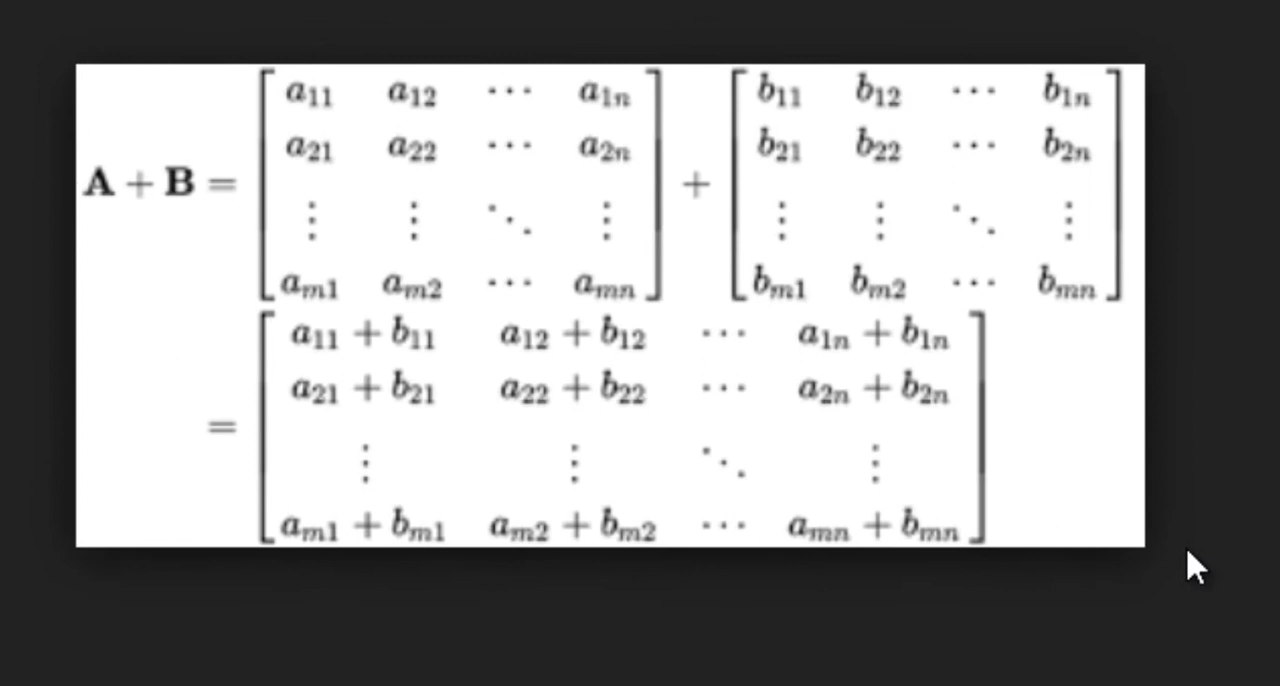 A + B = [ a₁₁ a₁₂ ⋯ a₁ₙ ] + [ b₁₁ b₁₂ ⋯ b₁ₙ ]
[ a₂₁ a₂₂ ⋯ a₂ₙ ] [ b₂₁ b₂₂ ⋯ b₂ₙ ]
[ ⋮ ⋮ ⋱ ⋮ ] [ ⋮ ⋮ ⋱ ⋮ ]
[ aₘ₁ aₘ₂ ⋯ aₘₙ ] [ bₘ₁ bₘ₂ ⋯ bₘₙ ]
= [ a₁₁ + b₁₁ a₁₂ + b₁₂ ⋯ a₁ₙ + b₁ₙ ]
[ a₂₁ + b₂₁ a₂₂ + b₂₂ ⋯ a₂ₙ + b₂ₙ ]
[ ⋮ ⋮ ⋱ ⋮ ]
[ aₘ₁ + bₘ₁ aₘ₂ + bₘ₂ ⋯ aₘₙ + bₘₙ ]